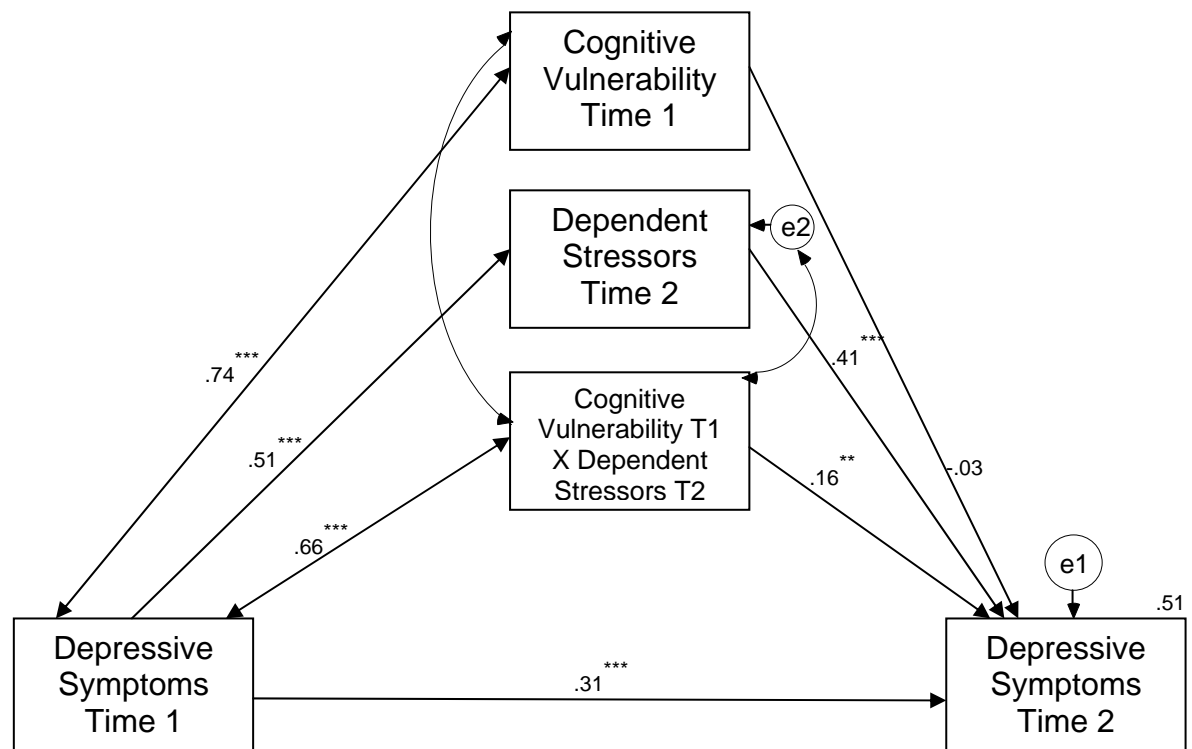 Cognitive
Vulnerability
Time 1
Dependent
Stressors
Time 2
e2
.74***
.41***
Cognitive
Vulnerability T1
X Dependent
Stressors T2
.51***
.16**
-.03
.66***
e1
.51
Depressive
Symptoms
Time 1
.31***
Depressive
Symptoms
Time 2